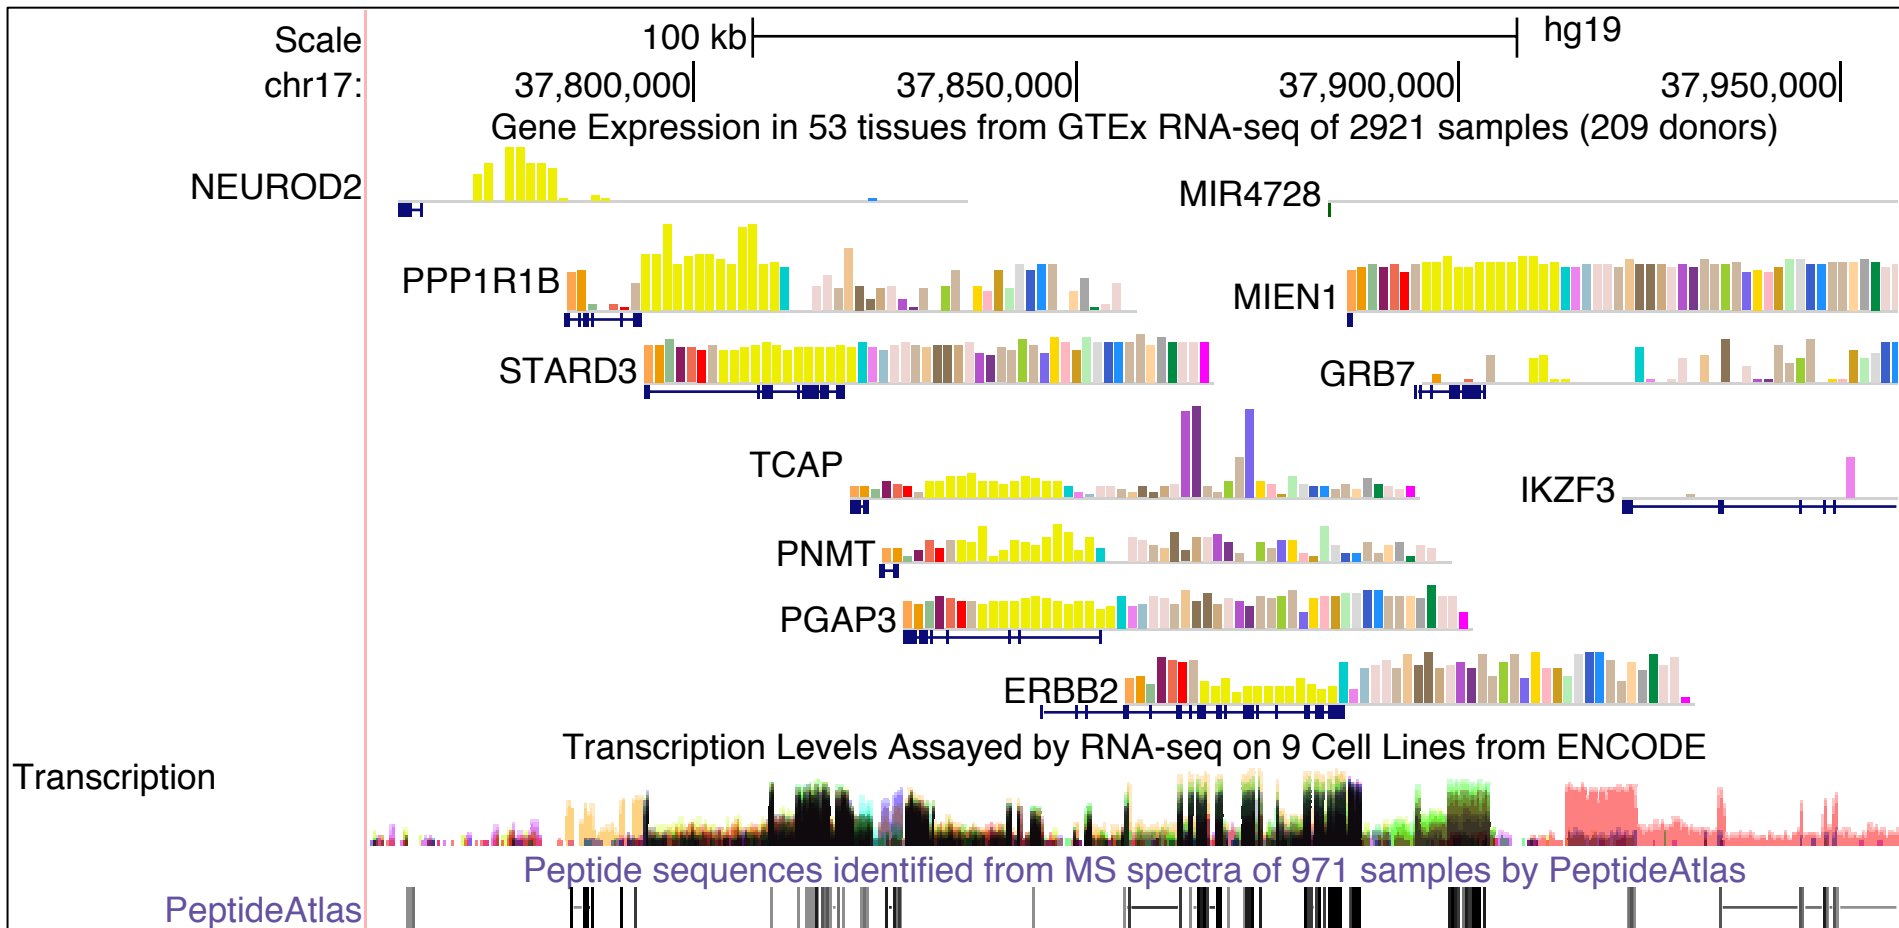 Scale 100 kb hg19
chr17: 37,800,000 37,850,000 37,900,000 37,950,000
Gene Expression in 53 tissues from GTEx RNA-seq of 2921 samples (209 donors)
NEUROD2 MIR4728
PPP1R1B MIEN1
STARD3 GRB7
TCAP IKZF3
PNMT
PGAP3
ERBB2
Transcription Levels Assayed by RNA-seq on 9 Cell Lines from ENCODE
Transcription
Peptide sequences identified from MS spectra of 971 samples by PeptideAtlas
PeptideAtlas